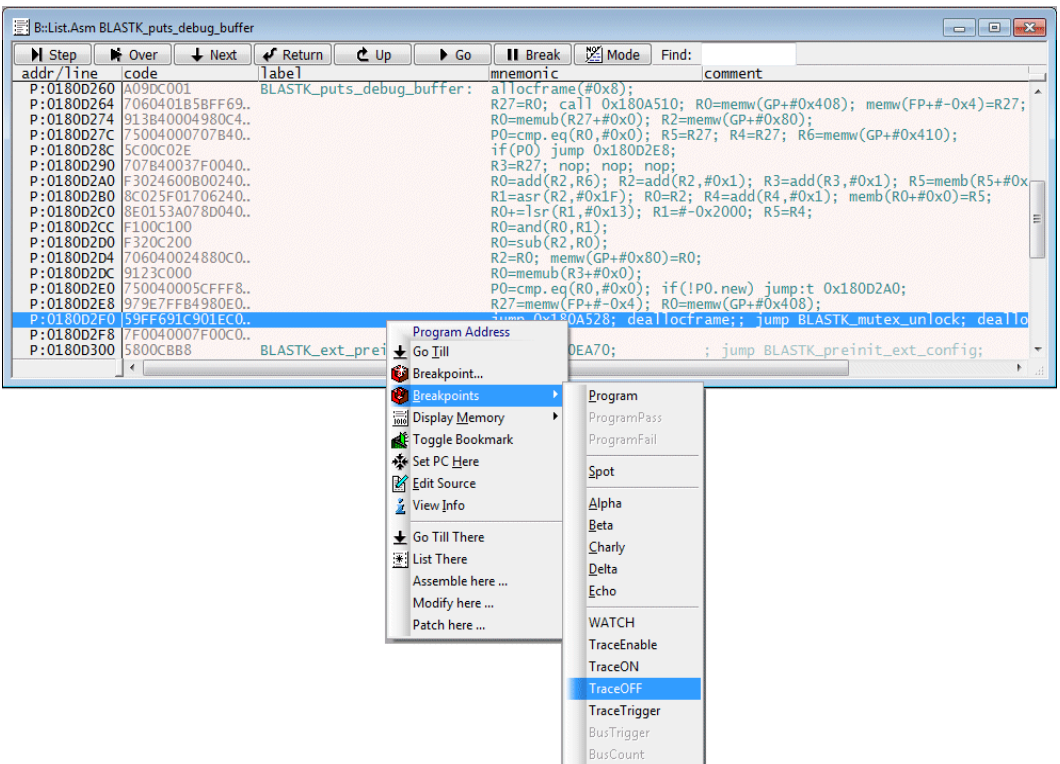 B::List.Asm BLASTK_puts_debug_buffer
Step Over Next Return Up Go Break Mode Find:
addr/line code label mnemonic comment
P:0180D260 A09DC001 BLASTK_puts_debug_buffer: allocframe(#0x8);
P:0180D264 7060401B5BFF69.. R27=R0; call 0x180A510; R0=memw(GP+#0x408); memw(FP+#-0x4)=R27;
P:0180D274 913B40004980C4.. R0=memub(R27+#0x0); R2=memw(GP+#0x80);
P:0180D27C 75004000707B40.. P0=cmp.eq(R0,#0x0); R5=R27; R4=R27; R6=memw(GP+#0x410);
P:0180D28C 5C00C02E if(P0) jump 0x180D2E8;
P:0180D290 707B40037F0040.. R3=R27; nop; nop; nop;
P:0180D2A0 F3024600B00240.. R0=add(R2,R6); R2=add(R2,#0x1); R3=add(R3,#0x1); R5=memb(R5+#0x
P:0180D2B0 8C025F01706240.. R1=asr(R2,#0x1F); R0=R2; R4=add(R4,#0x1); memb(R0+#0x0)=R5;
P:0180D2C0 8E0153A078D040.. R0+=lsr(R1,#0x13); R1=#-0x2000; R5=R4;
P:0180D2CC F100C100 R0=and(R0,R1);
P:0180D2D0 F320C200 R0=sub(R2,R0);
P:0180D2D4 706040024880C0.. R2=R0; memw(GP+#0x80)=R0;
P:0180D2DC 9123C000 R0=memub(R3+#0x0);
P:0180D2E0 750040005CFFF8.. P0=cmp.eq(R0,#0x0); if(!P0.new) jump:t 0x180D2A0;
P:0180D2E8 979E7FFB4980E0.. R27=memw(FP+#-0x4); R0=memw(GP+#0x408);
P:0180D2F0 59FF691C901EC0.. jump 0x180A528; deallocframe;; jump BLASTK_mutex_unlock; deallo
P:0180D2F8 7F0040007F00C0..
P:0180D300 5800CBB8 BLASTK_ext_prei 0EA70; ; jump BLASTK_preinit_ext_config;
Program Address
Go Till
Breakpoint...
Breakpoints
Display Memory
Toggle Bookmark
Set PC Here
Edit Source
View Info
Go Till There
List There
Assemble here ...
Modify here ...
Patch here ...
Program
ProgramPass
ProgramFail
Spot
Alpha
Beta
Charly
Delta
Echo
WATCH
TraceEnable
TraceON
TraceOFF
TraceTrigger
BusTrigger
BusCount